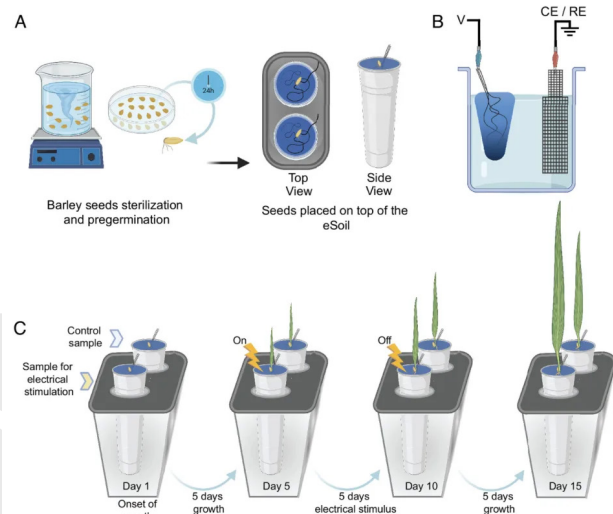 A
24h
Barley seeds sterilization
and pregermination
Top
View
Side
View
Seeds placed on top of the
eSoil
B
V
CE / RE
C
Control
sample
Sample for
electrical
stimulation
On
Off
Day 1
Day 5
Day 10
Day 15
Onset of
5 days
growth
5 days
electrical stimulus
5 days
growth